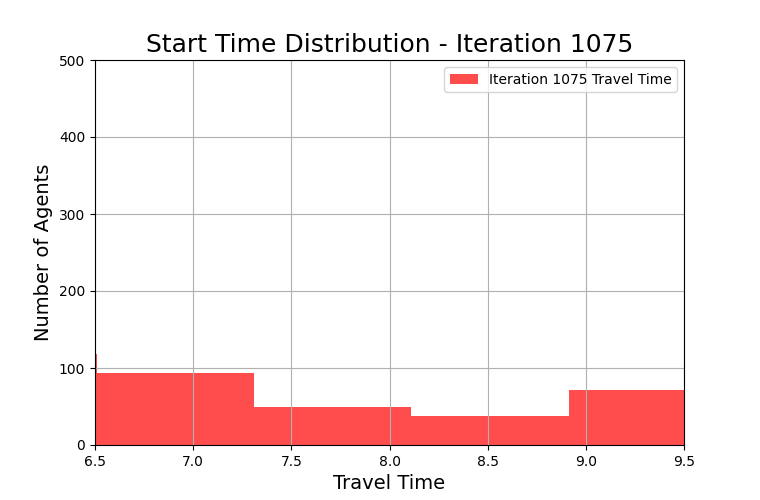 Start Time Distribution - Iteration 1075
500
400
300
200
100
0
Number of Agents
Iteration 1075 Travel Time
6.5 7.0 7.5 8.0 8.5 9.0 9.5
Travel Time